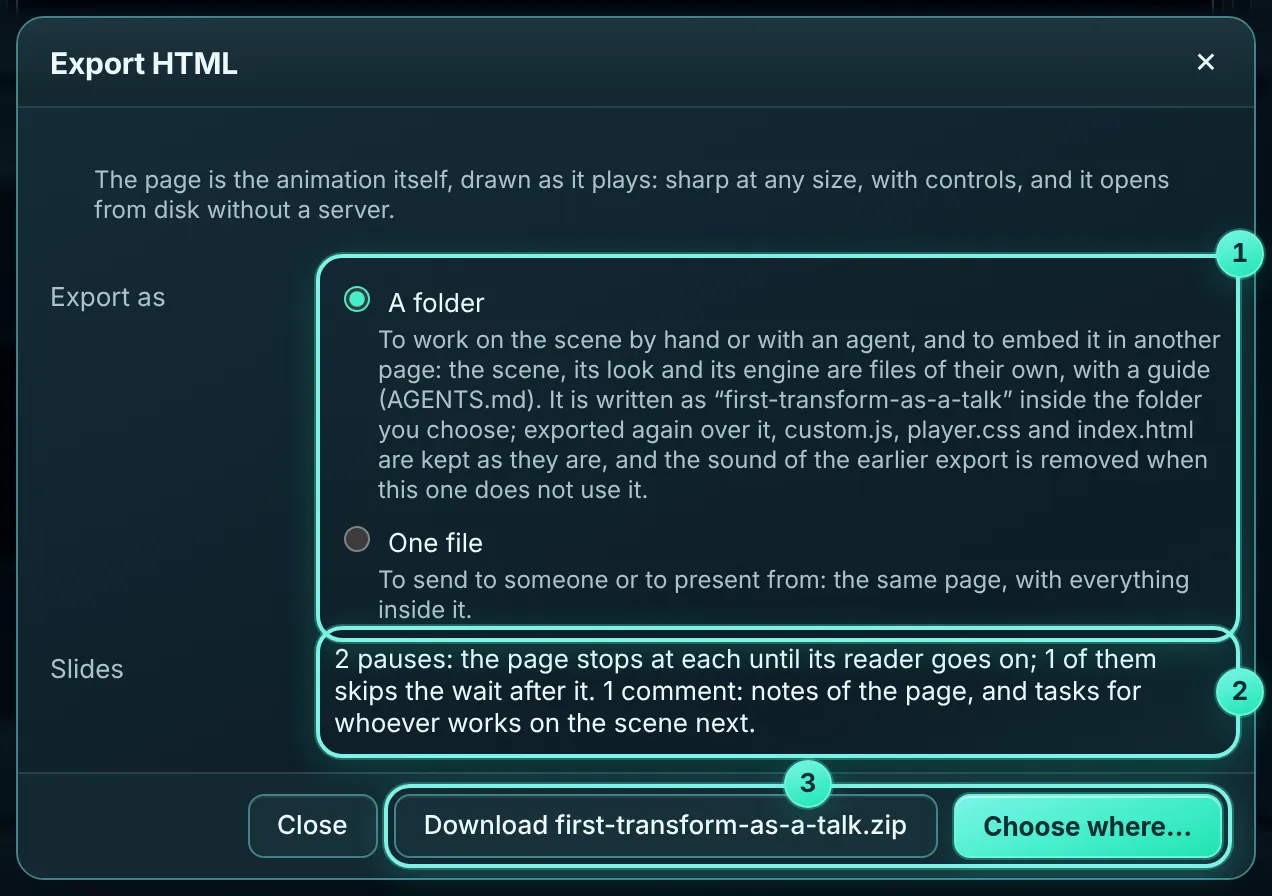 Export HTML
The page is the animation itself, drawn as it plays: sharp at any size, with controls, and it opens
from disk without a server.
1
Export as
A folder
To work on the scene by hand or with an agent, and to embed it in another
page: the scene, its look and its engine are files of their own, with a guide
(AGENTS.md). It is written as “first-transform-as-a-talk” inside the folder
you choose; exported again over it, custom.js, player.css and index.html
are kept as they are, and the sound of the earlier export is removed when
this one does not use it.
One file
To send to someone or to present from: the same page, with everything
inside it.
Slides
2 pauses: the page stops at each until its reader goes on; 1 of them
skips the wait after it. 1 comment: notes of the page, and tasks for
whoever works on the scene next.
2
3
Close
Download first-transform-as-a-talk.zip
Choose where...